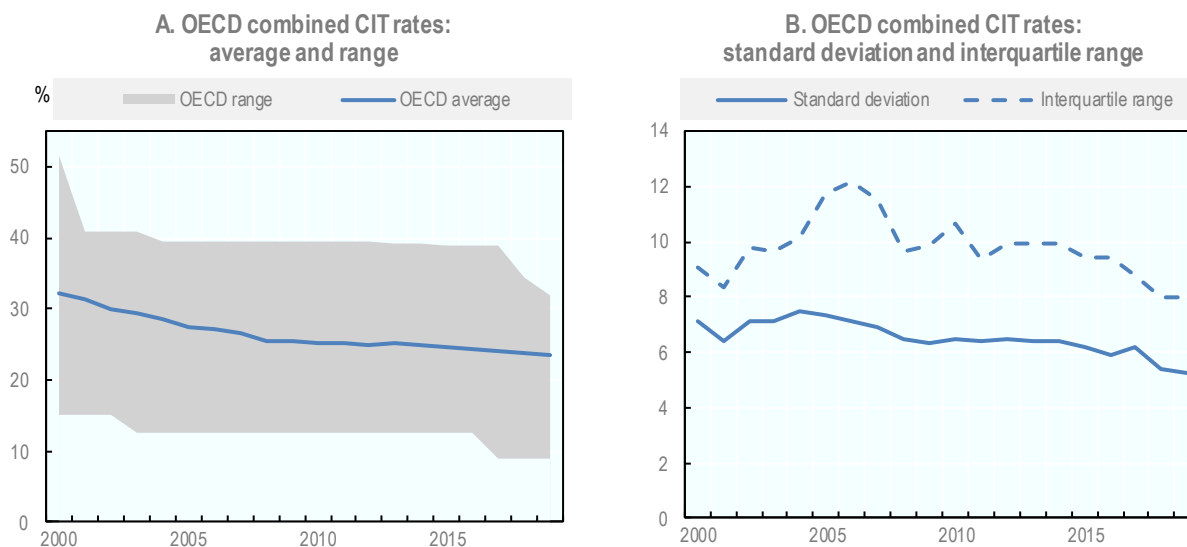 A. OECD combined CIT rates:
average and range
%
OECD range
OECD average
50
40
30
20
10
0
2000
2005
2010
2015
B. OECD combined CIT rates:
standard deviation and interquartile range
Standard deviation
Interquartile range
14
12
10
8
6
4
2
0
2000
2005
2010
2015